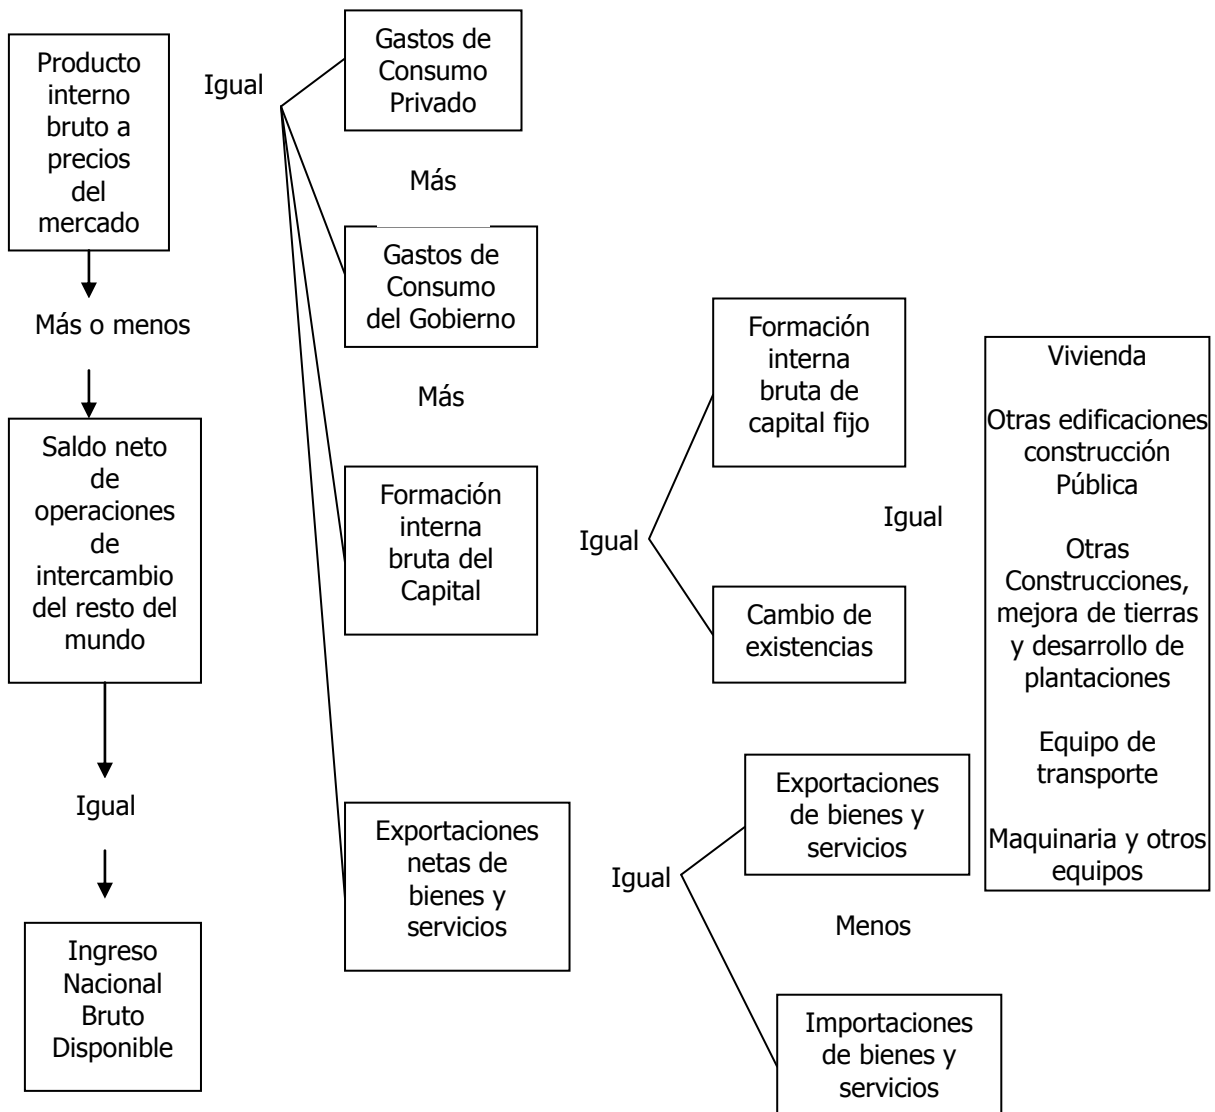 Producto
interno
bruto a
precios
del
mercado
Más o menos
Saldo neto
de
operaciones
de
intercambio
del resto del
mundo
Igual
Ingreso
Nacional
Bruto
Disponible
Igual
Gastos de
Consumo
Privado
Más
Gastos de
Consumo
del Gobierno
Más
Formación
interna
bruta del
Capital
Exportaciones
netas de
bienes y
servicios
Igual
Formación
interna
bruta de
capital fijo
Cambio de
existencias
Igual
Vivienda
Otras edificaciones
construcción
Pública
Otras
Construcciones,
mejora de tierras
y desarrollo de
plantaciones
Equipo de
transporte
Maquinaria y otros
equipos
Igual
Exportaciones
de bienes y
servicios
Menos
Importaciones
de bienes y
servicios